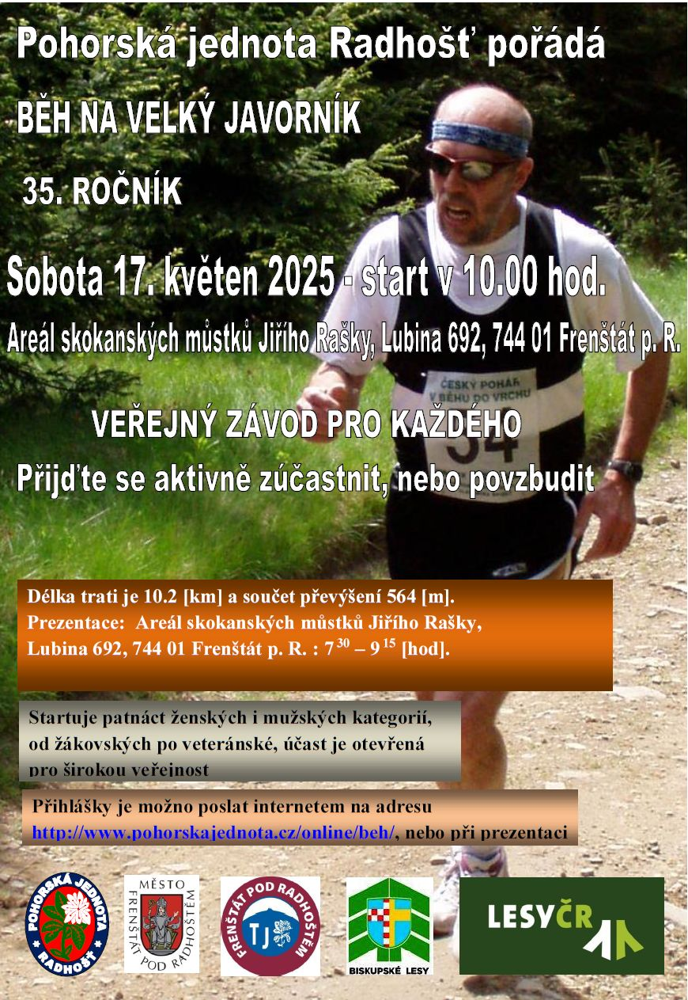 Pohorská jednota Radhošť pořádá
BĚH NA VELKÝ JAVORNÍK
35. ROČNÍK
Sobota 17. květen 2025 - start v 10.00 hod.
Areál skokanských můstků Jiřího Rašky, Lubina 692, 744 01 Frenštát p. R.
ČESKÝ POHÁR
V BĚHU DO VRCHU
54
VEŘEJNÝ ZÁVOD PRO KAŽDÉHO
Přijďte se aktivně zúčastnit, nebo povzbudit
Délka trati je 10.2 [km] a součet převýšení 564 [m].
Prezentace: Areál skokanských můstků Jiřího Rašky,
Lubina 692, 744 01 Frenštát p. R. : 7 30 – 9 15 [hod].
Startuje patnáct ženských i mužských kategorií,
od žákovských po veteránské, účast je otevřená
pro širokou veřejnost
Přihlášky je možno poslat internetem na adresu
http://www.pohorskajednota.cz/online/beh/, nebo při prezentaci
POHORSKÁ JEDNOTA
RADHOŠŤ
MĚSTO
FRENŠTÁT POD RADHOŠTĚM
FRENŠTÁT POD RADHOŠTĚM
TJ
BISKUPSKÉ LESY
LESYČR